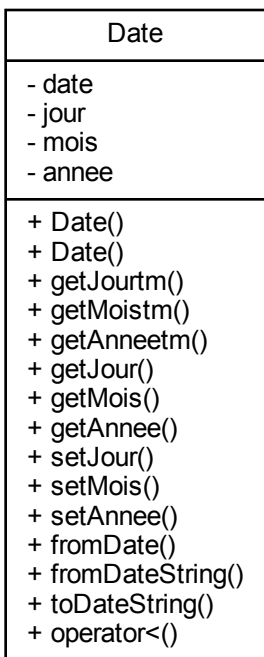 Date
- date
- jour
- mois
- annee
+ Date()
+ Date()
+ getJourtm()
+ getMoistm()
+ getAnneetm()
+ getJour()
+ getMois()
+ getAnnee()
+ setJour()
+ setMois()
+ setAnnee()
+ fromDate()
+ fromDateString()
+ toDateString()
+ operator<()